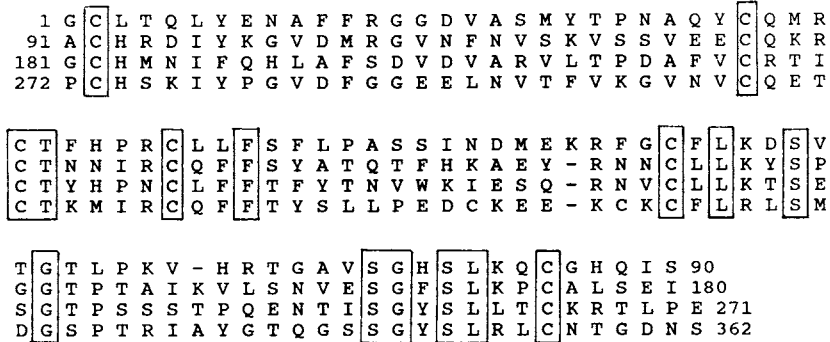 1 G C L T Q L Y E N A F F R G G D V A S M Y T P N A Q Y C Q M R
91 A C H R D I Y K G V D M R G V N F N V S K V S S V E E C Q K R
181 G C H M N I F Q H L A F S D V D V A R V L T P D A F V C R T I
272 P C H S K I Y P G V D F G G E E L N V T F V K G V N V C Q E T
C T F H P R C L L F S F L P A S S I N D M E K R F G C F L K D S V
C T N N I R C Q F F S Y A T Q T F H K A E Y - R N N C L L K Y S P
C T Y H P N C L F F T F Y T N V W K I E S Q - R N V C L L K T S E
C T K M I R C Q F F T Y S L L P E D C K E E - K C K C F L R L S M
T G T L P K V - H R T G A V S G H S L K Q C G H Q I S 90
G G T P T A I K V L S N V E S G F S L K P C A L S E I 180
S G T P S S S T P Q E N T I S G Y S L L T C K R T L P E 271
D G S P T R I A Y G T Q G S S G Y S L R L C N T G D N S 362